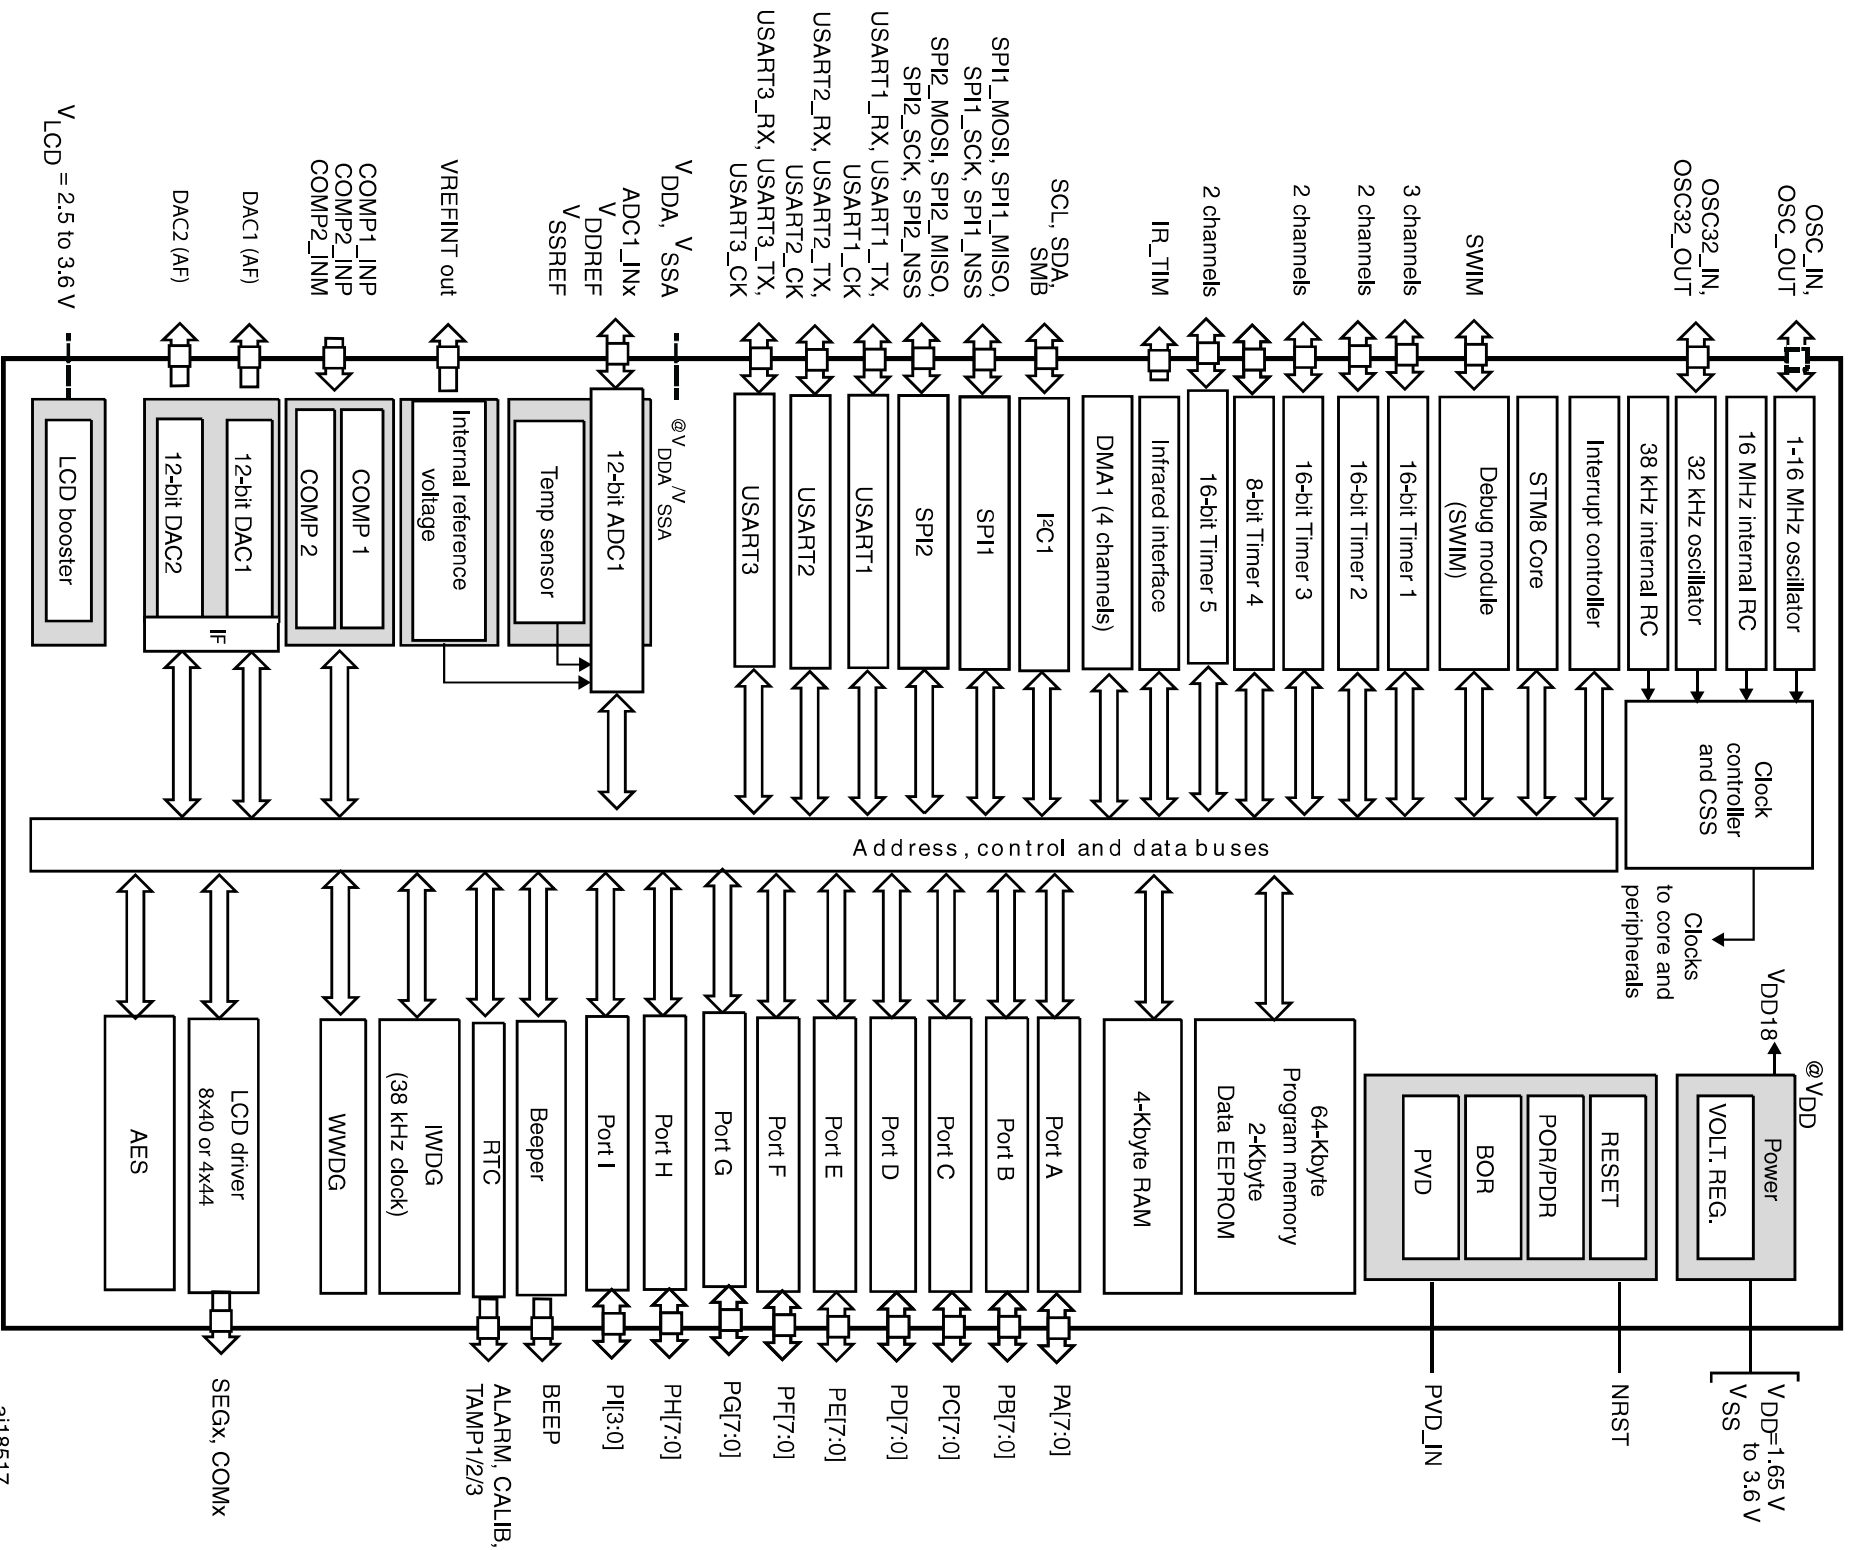 OSC_IN,
OSC_OUT
OSC32_IN,
OSC32_OUT
SWIM
3 channels
2 channels
2 channels
2 channels
IR_TIM
SCL, SDA,
SMB
SPI1_MOSI, SPI1_MISO,
SPI1_SCK, SPI1_NSS
SPI2_MOSI, SPI2_MISO,
SPI2_SCK, SPI2_NSS
USART1_RX, USART1_TX,
USART1_CK
USART2_RX, USART2_TX,
USART2_CK
USART3_RX, USART3_TX,
USART3_CK
VDDA, VSSA
ADC1_INx
VDDREF
VSSREF
VREFINT out
COMP1_INP
COMP2_INP
COMP2_INM
DAC1 (AF)
DAC2 (AF)
VLCD = 2.5 to 3.6 V
1-16 MHz oscillator
16 MHz internal RC
32 kHz oscillator
38 kHz internal RC
Interrupt controller
STM8 Core
Debug module
(SWIM)
16-bit Timer 1
16-bit Timer 2
16-bit Timer 3
8-bit Timer 4
16-bit Timer 5
Infrared interface
DMA1 (4 channels)
I²C1
SPI1
SPI2
USART1
USART2
USART3
@VDDA/VSSA
12-bit ADC1
Temp sensor
Internal reference
voltage
COMP 1
COMP 2
12-bit DAC1
12-bit DAC2
IF
LCD booster
Clock
controller
and CSS
Address, control and data buses
Clocks
to core and
peripherals
VDD18
@VDD
Power
VOLT. REG.
RESET
POR/PDR
BOR
PVD
64-Kbyte
Program memory
2-Kbyte
Data EEPROM
4-Kbyte RAM
Port A
Port B
Port C
Port D
Port E
Port F
Port G
Port H
Port I
Beeper
RTC
IWDG
(38 kHz clock)
WWDG
LCD driver
8x40 or 4x44
AES
VDD=1.65 V
to 3.6 V
VSS
NRST
PVD_IN
PA[7:0]
PB[7:0]
PC[7:0]
PD[7:0]
PE[7:0]
PF[7:0]
PG[7:0]
PH[7:0]
PI[3:0]
BEEP
ALARM, CALIB,
TAMP1/2/3
SEGx, COMx
ai18517